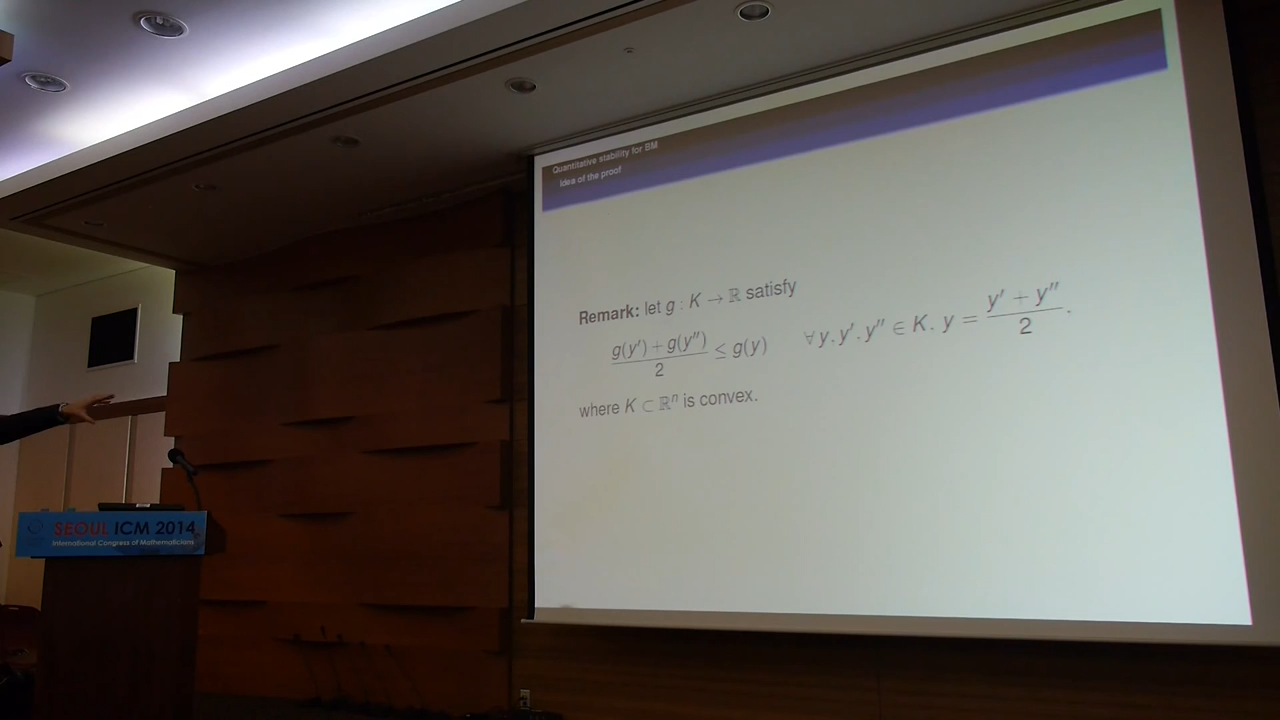 Quantitative stability for BM
Idea of the proof
Remark: let g : K → ℝ satisfy
(g(y′) + g(y″))/2 ≤ g(y) ∀ y, y′, y″ ∈ K, y = (y′ + y″)/2.
where K ⊂ ℝⁿ is convex.
SEOUL ICM 2014
International Congress of Mathematicians